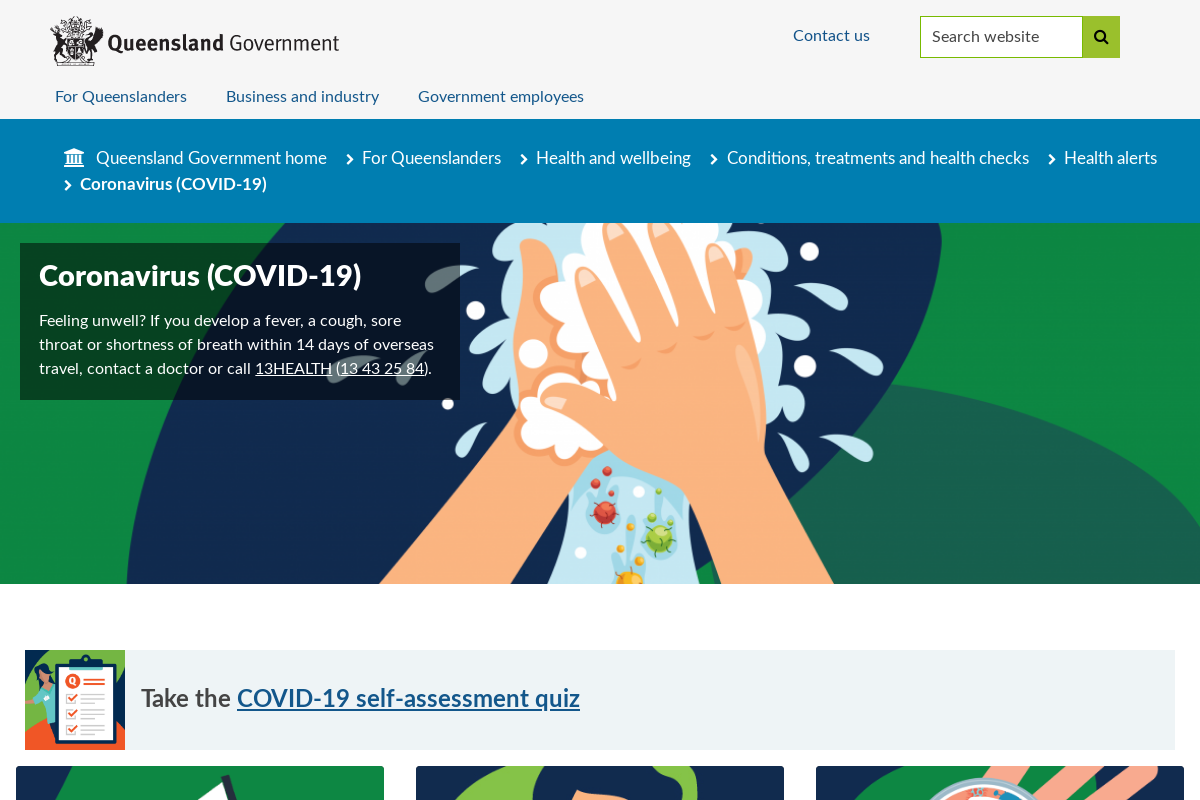 Queensland Government
Contact us
Search website
For Queenslanders
Business and industry
Government employees
Queensland Government home
For Queenslanders
Health and wellbeing
Conditions, treatments and health checks
Health alerts
Coronavirus (COVID-19)
Coronavirus (COVID-19)
Feeling unwell? If you develop a fever, a cough, sore
throat or shortness of breath within 14 days of overseas
travel, contact a doctor or call 13HEALTH (13 43 25 84).
Q
Take the COVID-19 self-assessment quiz